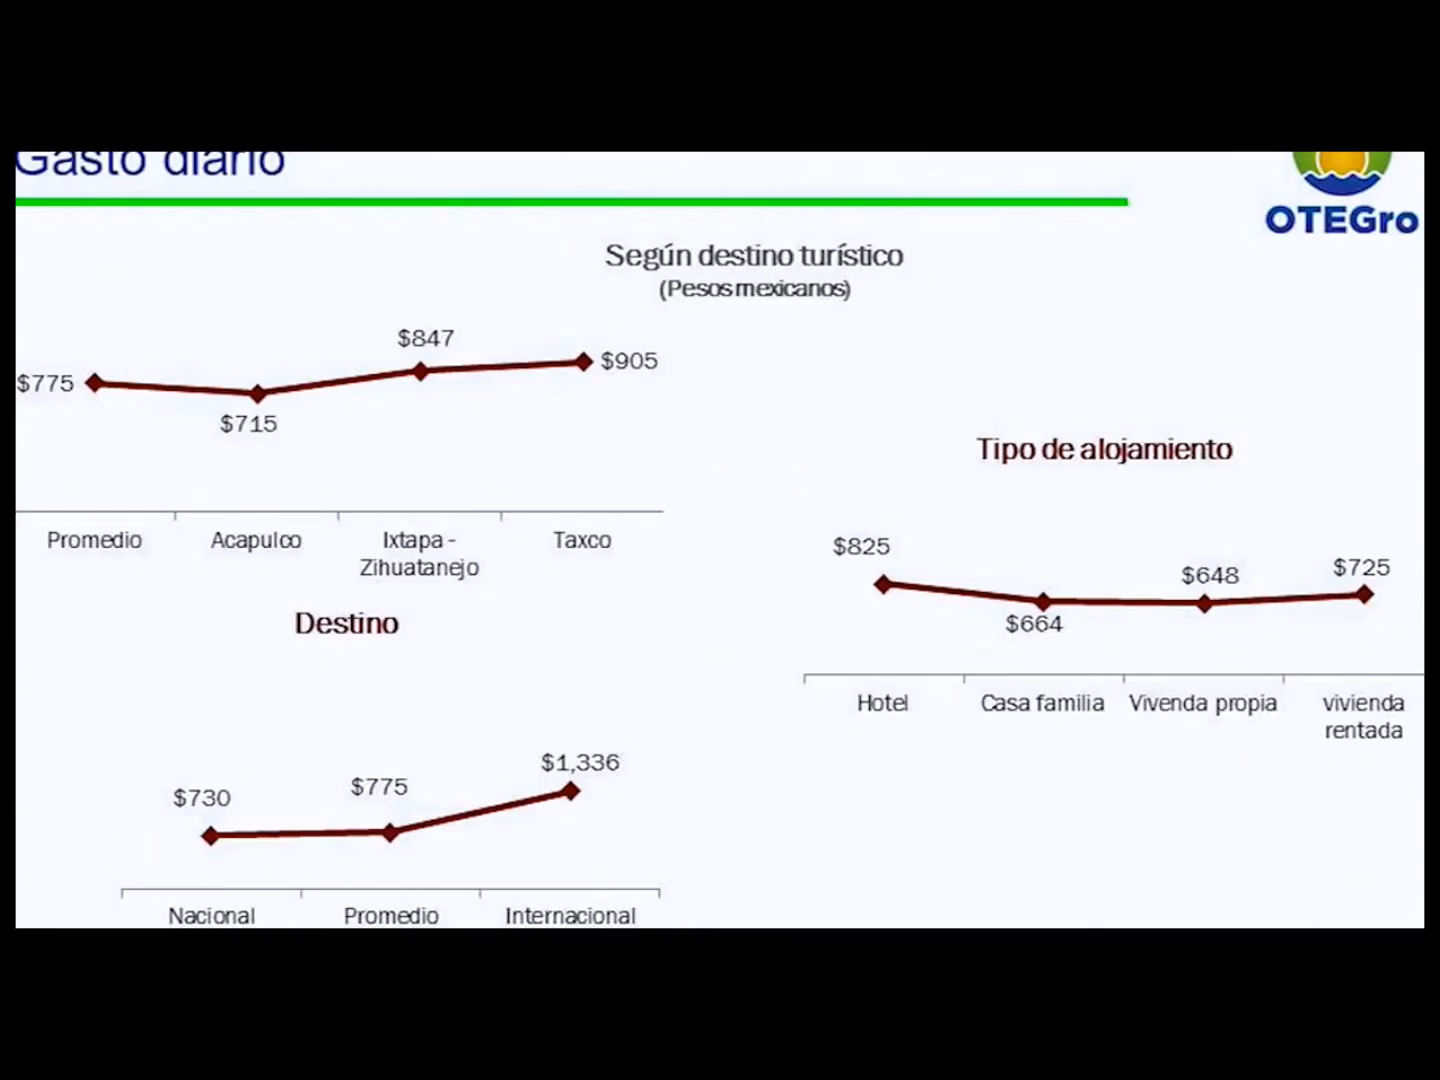 Gasto diario
OTEGro
Según destino turístico
(Pesos mexicanos)
$775
$715
$847
$905
Promedio
Acapulco
Ixtapa -
Zihuatanejo
Taxco
Destino
Tipo de alojamiento
$825
$664
$648
$725
Hotel
Casa familia
Vivenda propia
vivienda
rentada
$730
$775
$1,336
Nacional
Promedio
Internacional